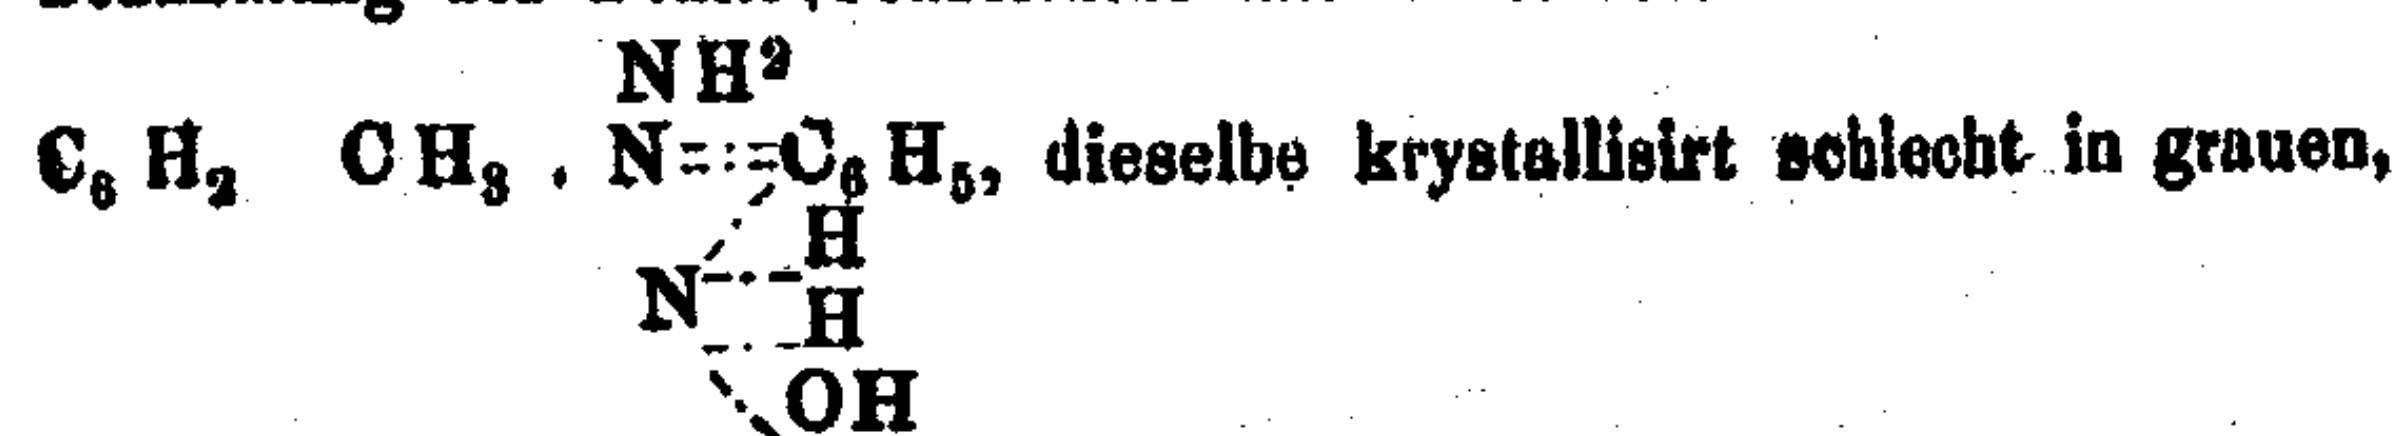 NH²
C₆ H₂ CH₃ . N C₆ H₅, dieselbe krystallisirt schlecht in grauen,
H
N
H
OH